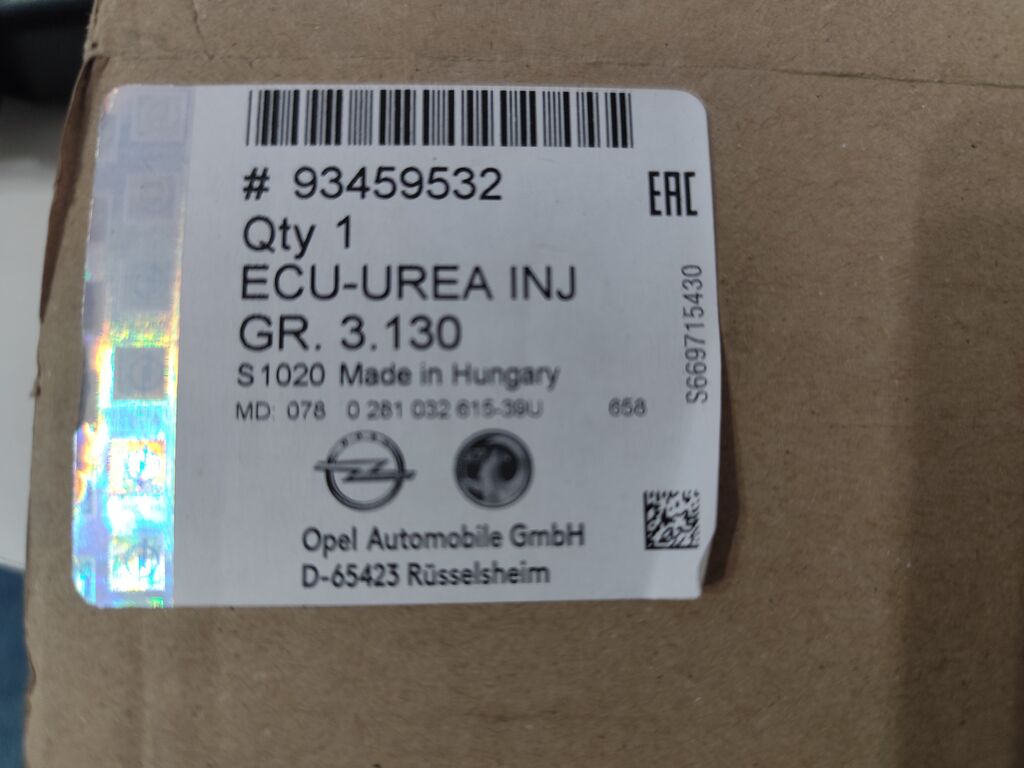 # 93459532
EAC
Qty 1
ECU-UREA INJ
GR. 3.130
S1020 Made in Hungary
MD: 078 0 281 032 615-39U 658
S669715430
OPEL
Opel Automobile GmbH
D-65423 Rüsselsheim